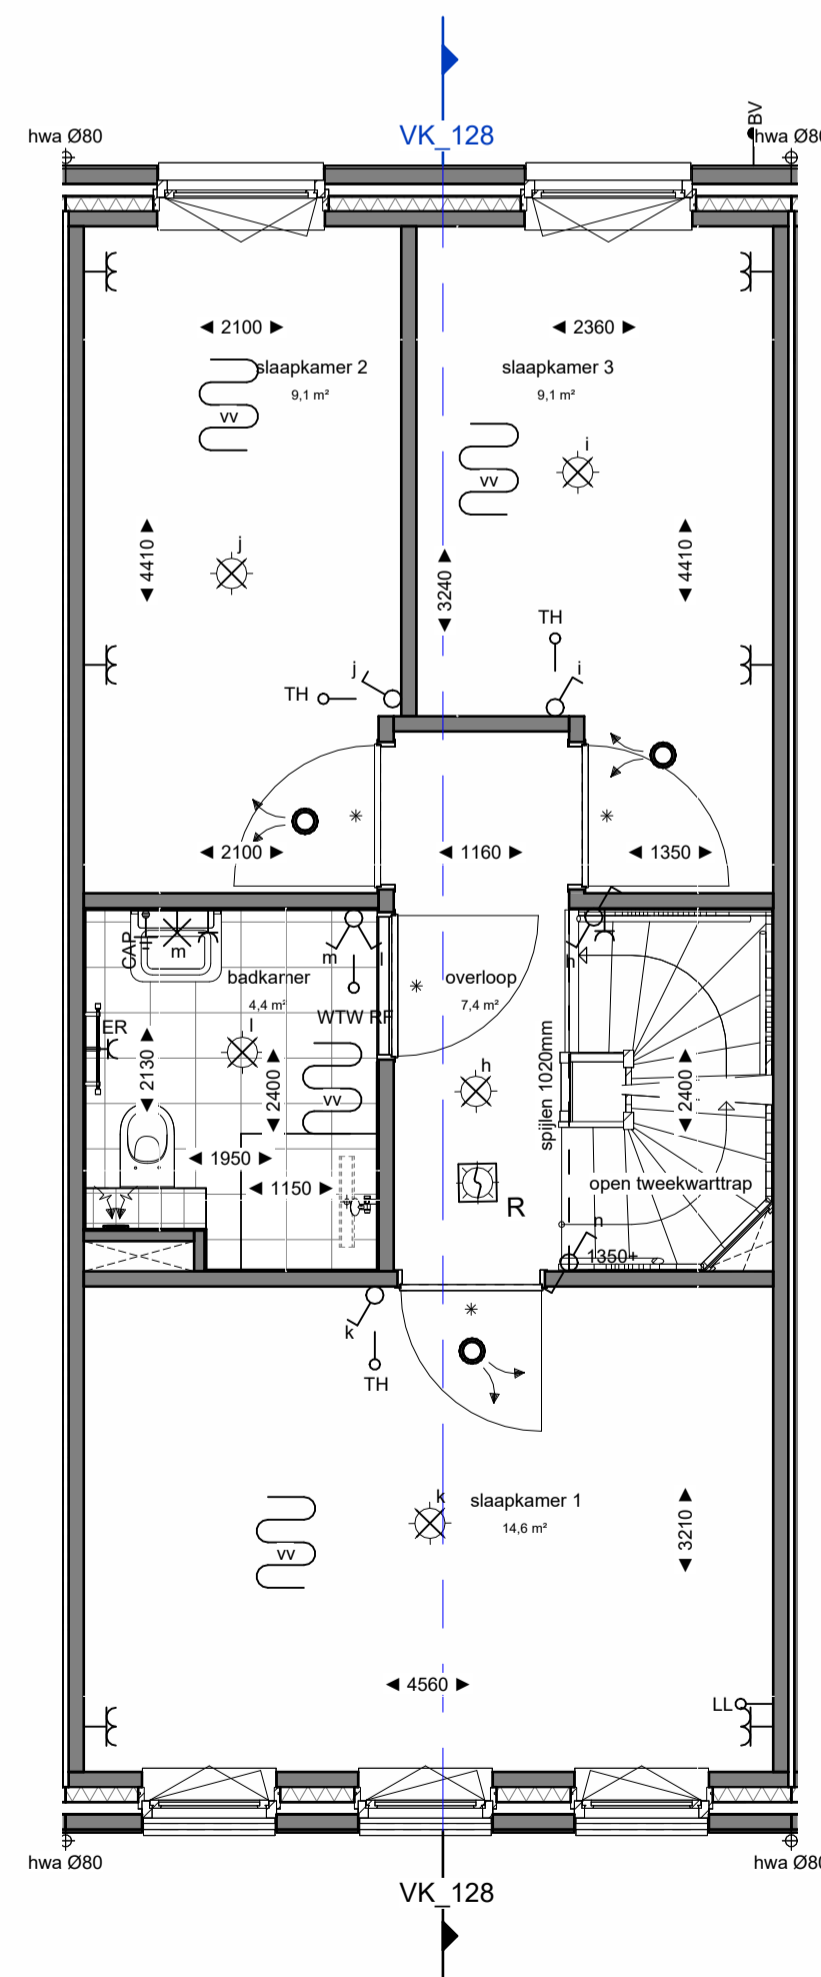 BV
hwa Ø80
VK_128
hwa Ø80
2100
2360
slaapkamer 2
9,1 m²
slaapkamer 3
9,1 m²
vv
i
vv
j
4410
3240
4410
TH
j
i
TH
2100
1160
1350
CAP
m
m
l
h
badkamer
4,4 m²
overloop
7,4 m²
WTW RF
ER
l
2130
2400
vv
h
spijlen 1020mm
2400
1950
1150
open tweekwarttrap
R
h
1350+
k
TH
k
slaapkamer 1
14,6 m²
vv
3210
4560
LL
hwa Ø80
hwa Ø80
VK_128